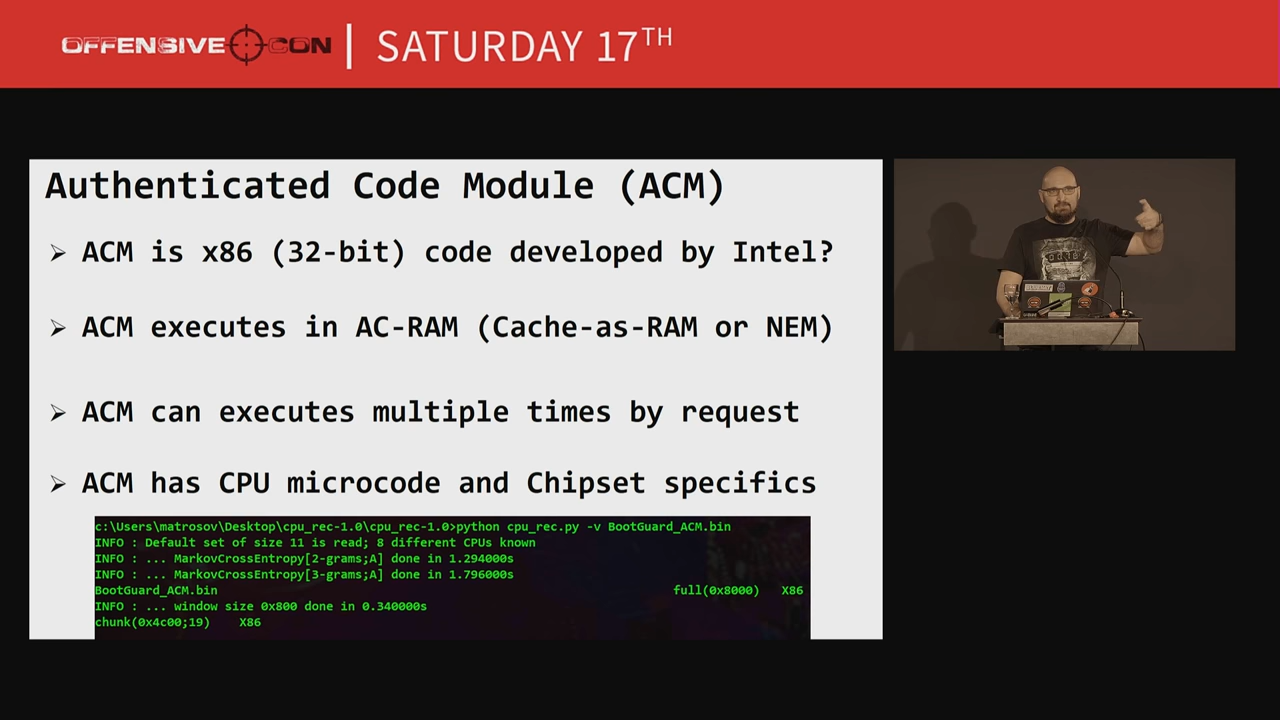 OFFENSIVE CON | SATURDAY 17TH
Authenticated Code Module (ACM)
➢ ACM is x86 (32-bit) code developed by Intel?
➢ ACM executes in AC-RAM (Cache-as-RAM or NEM)
➢ ACM can executes multiple times by request
➢ ACM has CPU microcode and Chipset specifics
c:\Users\matrosov\Desktop\cpu_rec-1.0\cpu_rec-1.0>python cpu_rec.py -v BootGuard_ACM.bin
INFO : Default set of size 11 is read; 8 different CPUs known
INFO : ... MarkovCrossEntropy[2-grams;A] done in 1.294000s
INFO : ... MarkovCrossEntropy[3-grams;A] done in 1.796000s
BootGuard_ACM.bin full(0x8000) X86
INFO : ... window size 0x800 done in 0.340000s
chunk(0x4c00;19) X86